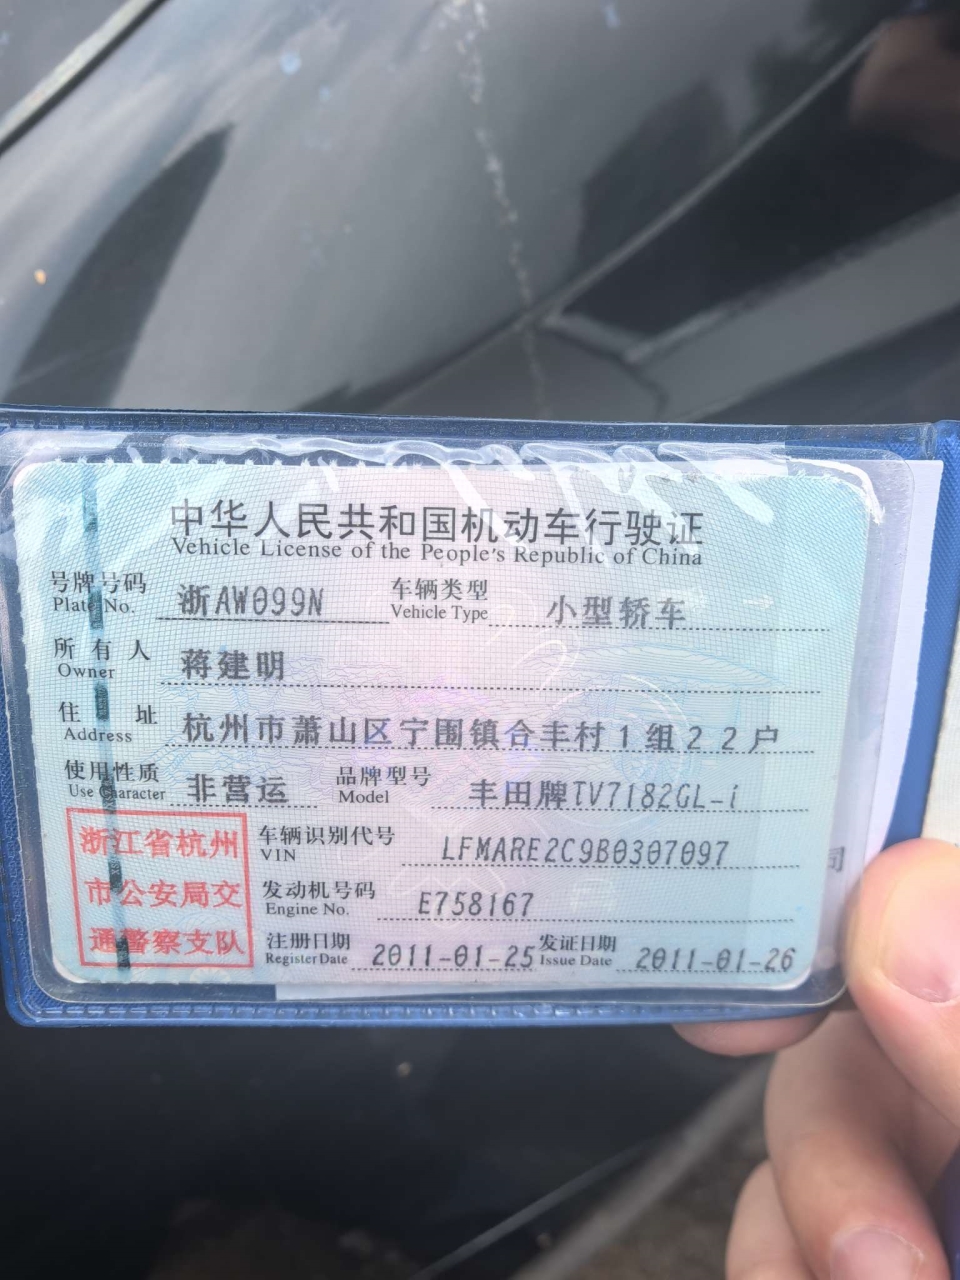 中华人民共和国机动车行驶证
Vehicle License of the People's Republic of China
号牌号码 浙AW099N 车辆类型 小型轿车
Plate No. Vehicle Type
所有人 蒋建明
Owner
住址 杭州市萧山区宁围镇合丰村1组22户
Address
使用性质 非营运 品牌型号 丰田牌TV7182GL-i
Use Character Model
浙江省杭州
市公安局交
通警察支队
车辆识别代号 LFMARE2C9B0307097
VIN
发动机号码 E758167
Engine No.
注册日期 2011-01-25 发证日期 2011-01-26
Register Date Issue Date
司